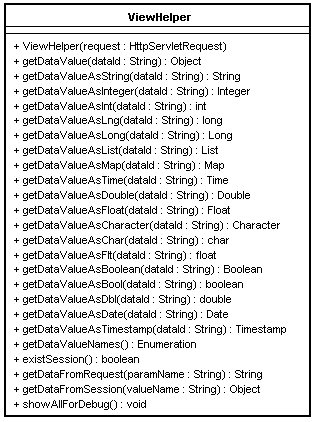 ViewHelper
+ ViewHelper(request : HttpServletRequest)
+ getDataValue(dataId : String) : Object
+ getDataValueAsString(dataId : String) : String
+ getDataValueAsInteger(dataId : String) : Integer
+ getDataValueAsInt(dataId : String) : int
+ getDataValueAsLng(dataId : String) : long
+ getDataValueAsLong(dataId : String) : Long
+ getDataValueAsList(dataId : String) : List
+ getDataValueAsMap(dataId : String) : Map
+ getDataValueAsTime(dataId : String) : Time
+ getDataValueAsDouble(dataId : String) : Double
+ getDataValueAsFloat(dataId : String) : Float
+ getDataValueAsCharacter(dataId : String) : Character
+ getDataValueAsChar(dataId : String) : char
+ getDataValueAsFlt(dataId : String) : float
+ getDataValueAsBoolean(dataId : String) : Boolean
+ getDataValueAsBool(dataId : String) : boolean
+ getDataValueAsDbl(dataId : String) : double
+ getDataValueAsDate(dataId : String) : Date
+ getDataValueAsTimestamp(dataId : String) : Timestamp
+ getDataValueNames() : Enumeration
+ existSession() : boolean
+ getDataFromRequest(paramName : String) : String
+ getDataFromSession(valueName : String) : Object
+ showAllForDebug() : void